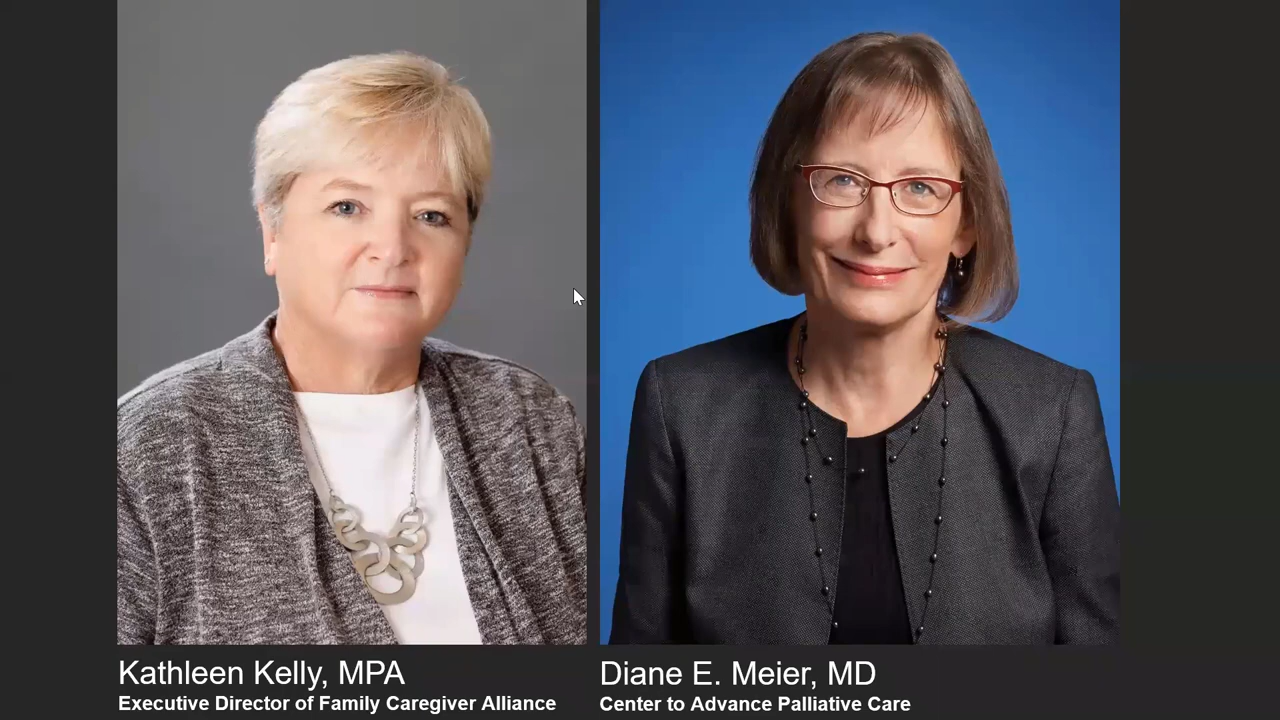 Kathleen Kelly, MPA
Executive Director of Family Caregiver Alliance
Diane E. Meier, MD
Center to Advance Palliative Care